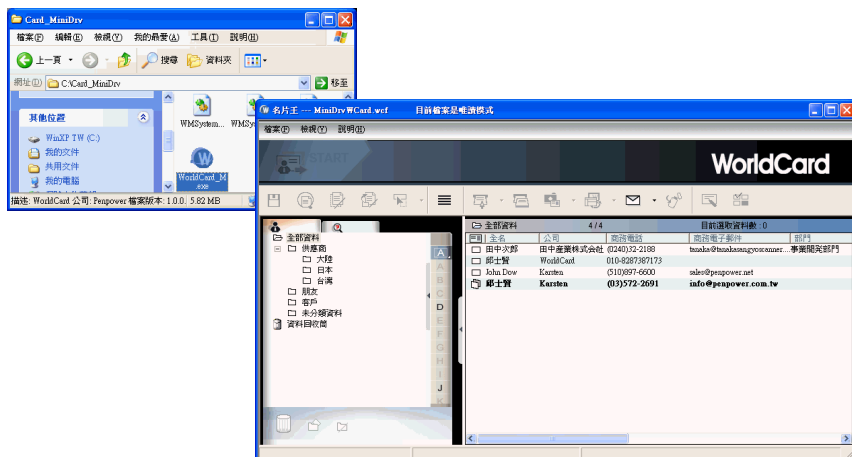 Card_MiniDrv
檔案(F) 編輯(E) 檢視(V) 我的最愛(A) 工具(T) 說明(H)
上一頁 搜尋 資料夾
網址(D) C:\Card_MiniDrv 移至
其他位置
WinXP TW (C:)
我的文件
共用文件
我的電腦
WMSystem...
WorldCard_M
.exe
描述: WorldCard 公司: Penpower 檔案版本: 1.0.0. 5.82 MB
名片王 --- MiniDrvWCard.wcf 目前檔案是唯讀模式
檔案(F) 檢視(V) 說明(H)
START
WorldCard
全部資料
供應商
大陸
日本
台灣
朋友
客戶
未分類資料
資料回收筒
A
A
B
C
D
E
F
G
H
I
J
K
全部資料 4/4 目前選取資料數 : 0
全名 公司 商務電話 商務電子郵件 部門
田中次郎 田中産業株式会社 (0240)32-2188 tanaka@tanakasangyoscanner.... 事業開発部門
邱士賢 WorldCard 010-8287387173
John Dow Karsten (510)897-6600 sales@penpower.net
邱士賢 Karsten (03)572-2691 info@penpower.com.tw